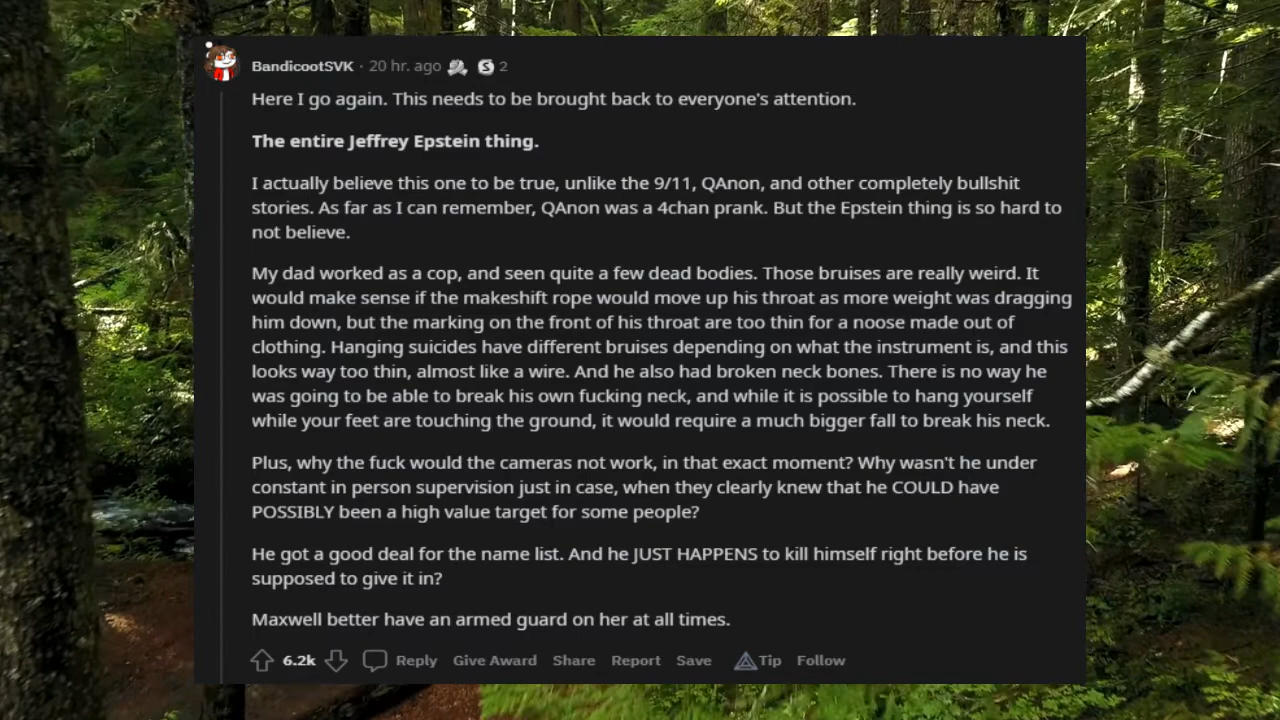 BandicootSVK · 20 hr. ago 2
Here I go again. This needs to be brought back to everyone's attention.
The entire Jeffrey Epstein thing.
I actually believe this one to be true, unlike the 9/11, QAnon, and other completely bullshit
stories. As far as I can remember, QAnon was a 4chan prank. But the Epstein thing is so hard to
not believe.
My dad worked as a cop, and seen quite a few dead bodies. Those bruises are really weird. It
would make sense if the makeshift rope would move up his throat as more weight was dragging
him down, but the marking on the front of his throat are too thin for a noose made out of
clothing. Hanging suicides have different bruises depending on what the instrument is, and this
looks way too thin, almost like a wire. And he also had broken neck bones. There is no way he
was going to be able to break his own fucking neck, and while it is possible to hang yourself
while your feet are touching the ground, it would require a much bigger fall to break his neck.
Plus, why the fuck would the cameras not work, in that exact moment? Why wasn't he under
constant in person supervision just in case, when they clearly knew that he COULD have
POSSIBLY been a high value target for some people?
He got a good deal for the name list. And he JUST HAPPENS to kill himself right before he is
supposed to give it in?
Maxwell better have an armed guard on her at all times.
6.2k Reply Give Award Share Report Save Tip Follow